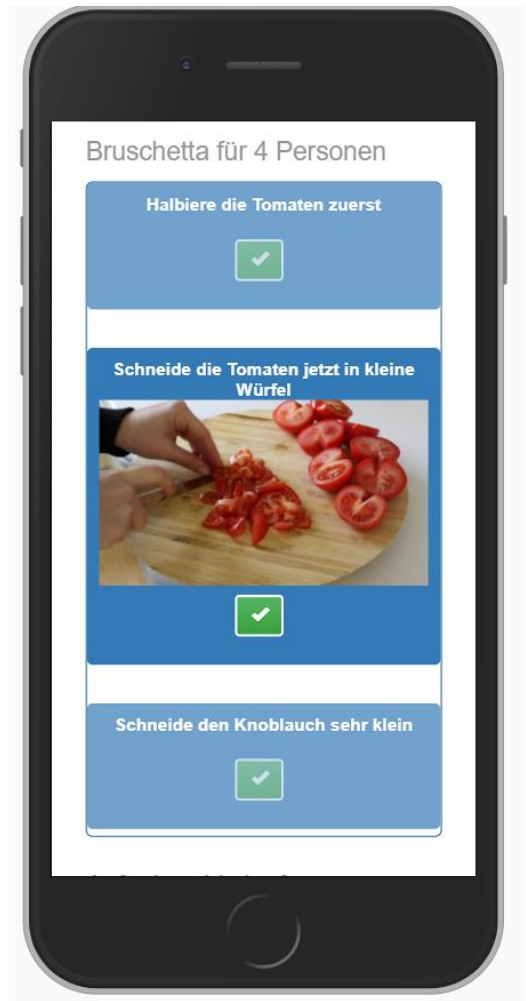 Bruschetta für 4 Personen
Halbiere die Tomaten zuerst
Schneide die Tomaten jetzt in kleine
Würfel
Schneide den Knoblauch sehr klein